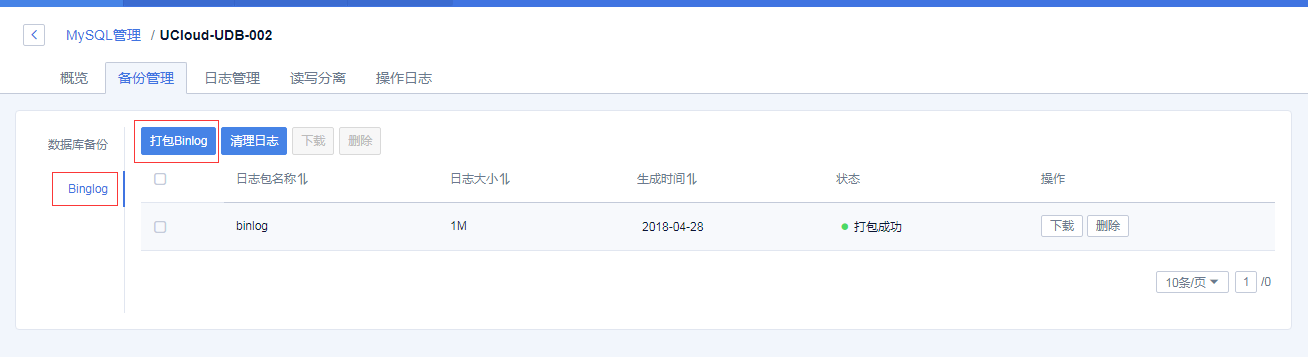 MySQL管理 / UCloud-UDB-002
概览 备份管理 日志管理 读写分离 操作日志
数据库备份 打包Binlog 清理日志 下载 删除
Binglog
日志包名称 日志大小 生成时间 状态 操作
binlog 1M 2018-04-28 打包成功 下载 删除
10条/页 1 /0